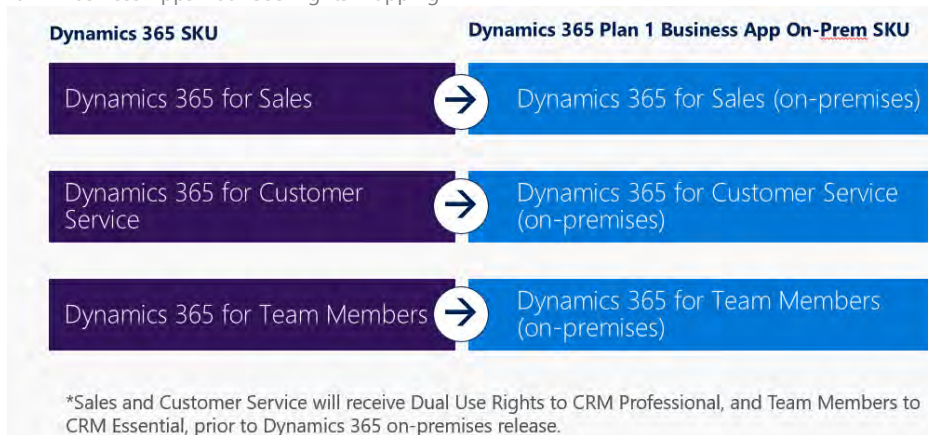 Dynamics 365 SKU
Dynamics 365 Plan 1 Business App On-Prem SKU
Dynamics 365 for Sales
Dynamics 365 for Sales (on-premises)
Dynamics 365 for Customer
Service
Dynamics 365 for Customer Service
(on-premises)
Dynamics 365 for Team Members
Dynamics 365 for Team Members
(on-premises)
*Sales and Customer Service will receive Dual Use Rights to CRM Professional, and Team Members to
CRM Essential, prior to Dynamics 365 on-premises release.